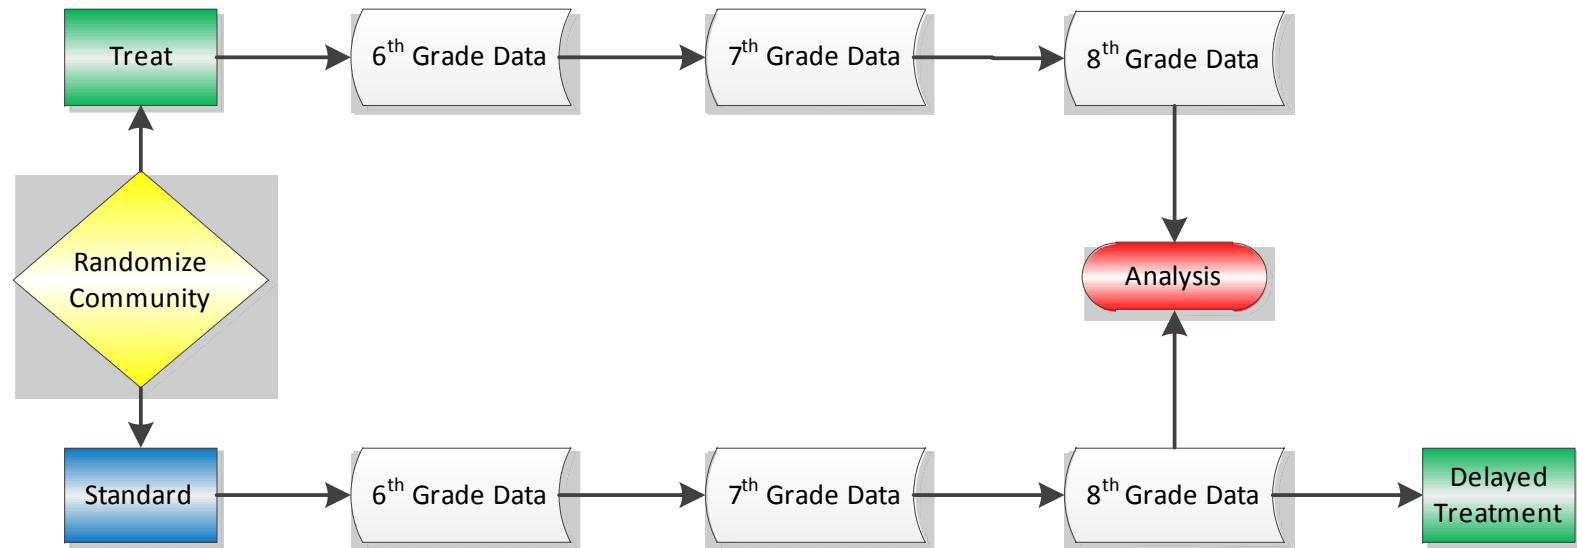 Treat
6th Grade Data
7th Grade Data
8th Grade Data
Randomize
Community
Analysis
Standard
6th Grade Data
7th Grade Data
8th Grade Data
Delayed
Treatment